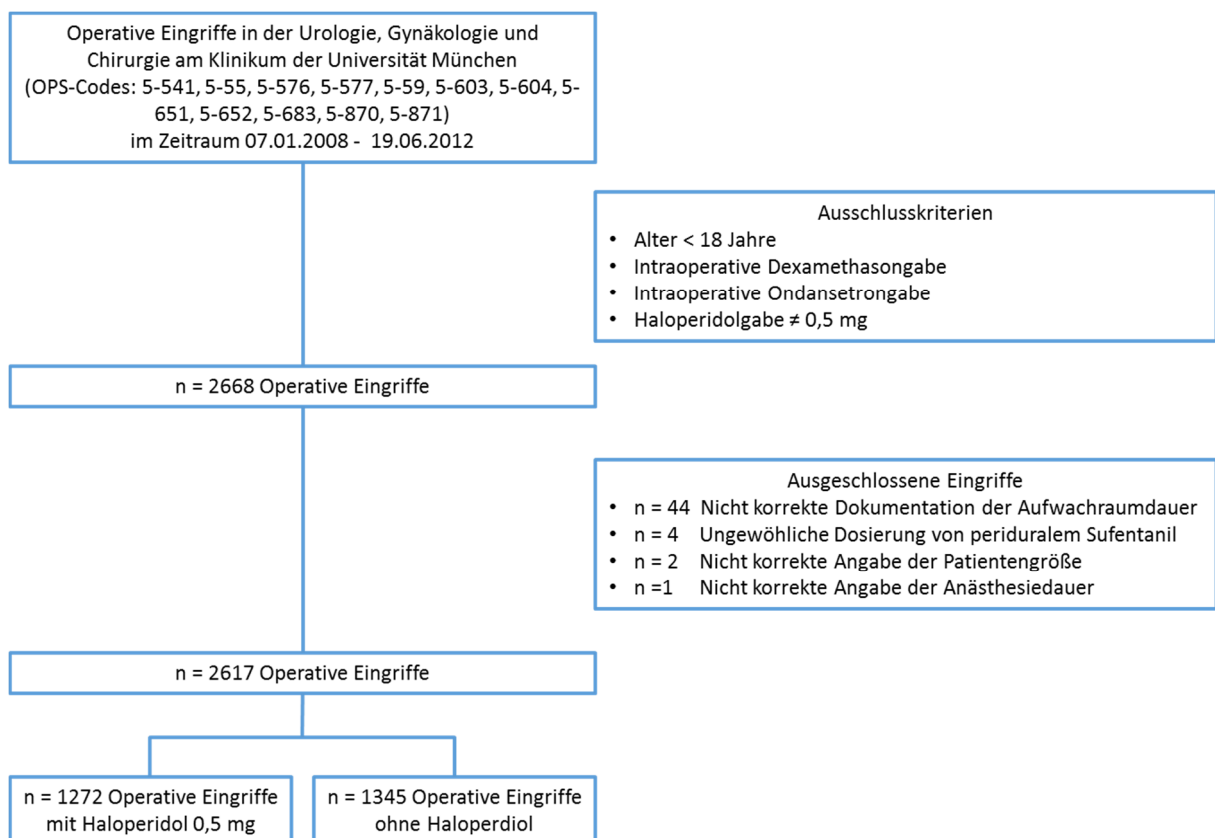 Operative Eingriffe in der Urologie, Gynäkologie und
Chirurgie am Klinikum der Universität München
(OPS-Codes: 5-541, 5-55, 5-576, 5-577, 5-59, 5-603, 5-604, 5-
651, 5-652, 5-683, 5-870, 5-871)
im Zeitraum 07.01.2008 - 19.06.2012
Ausschlusskriterien
• Alter < 18 Jahre
• Intraoperative Dexamethasongabe
• Intraoperative Ondansetrongabe
• Haloperidolgabe ≠ 0,5 mg
n = 2668 Operative Eingriffe
Ausgeschlossene Eingriffe
• n = 44 Nicht korrekte Dokumentation der Aufwachraumdauer
• n = 4 Ungewöhliche Dosierung von periduralem Sufentanil
• n = 2 Nicht korrekte Angabe der Patientengröße
• n =1 Nicht korrekte Angabe der Anästhesiedauer
n = 2617 Operative Eingriffe
n = 1272 Operative Eingriffe
mit Haloperidol 0,5 mg
n = 1345 Operative Eingriffe
ohne Haloperdiol